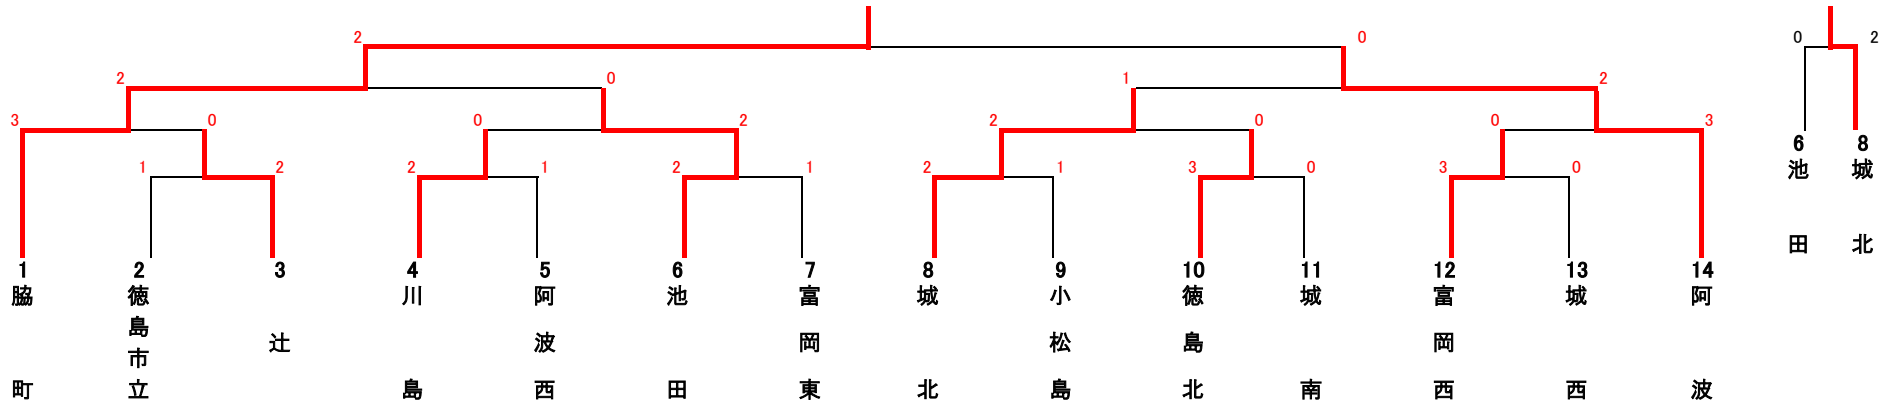 2 0
0 2
2 0 1 2
3 0 0 2 2 0 0 3
1 2 2 1 2 1 2 1 3 0 3 0
6 8
池田 城北
1 2 3 4 5 6 7 8 9 10 11 12 13 14
脇町 徳島市立 辻 川島 阿波西 池田 富岡東 城北 小松島 徳島北 城南 富岡西 城西 阿波